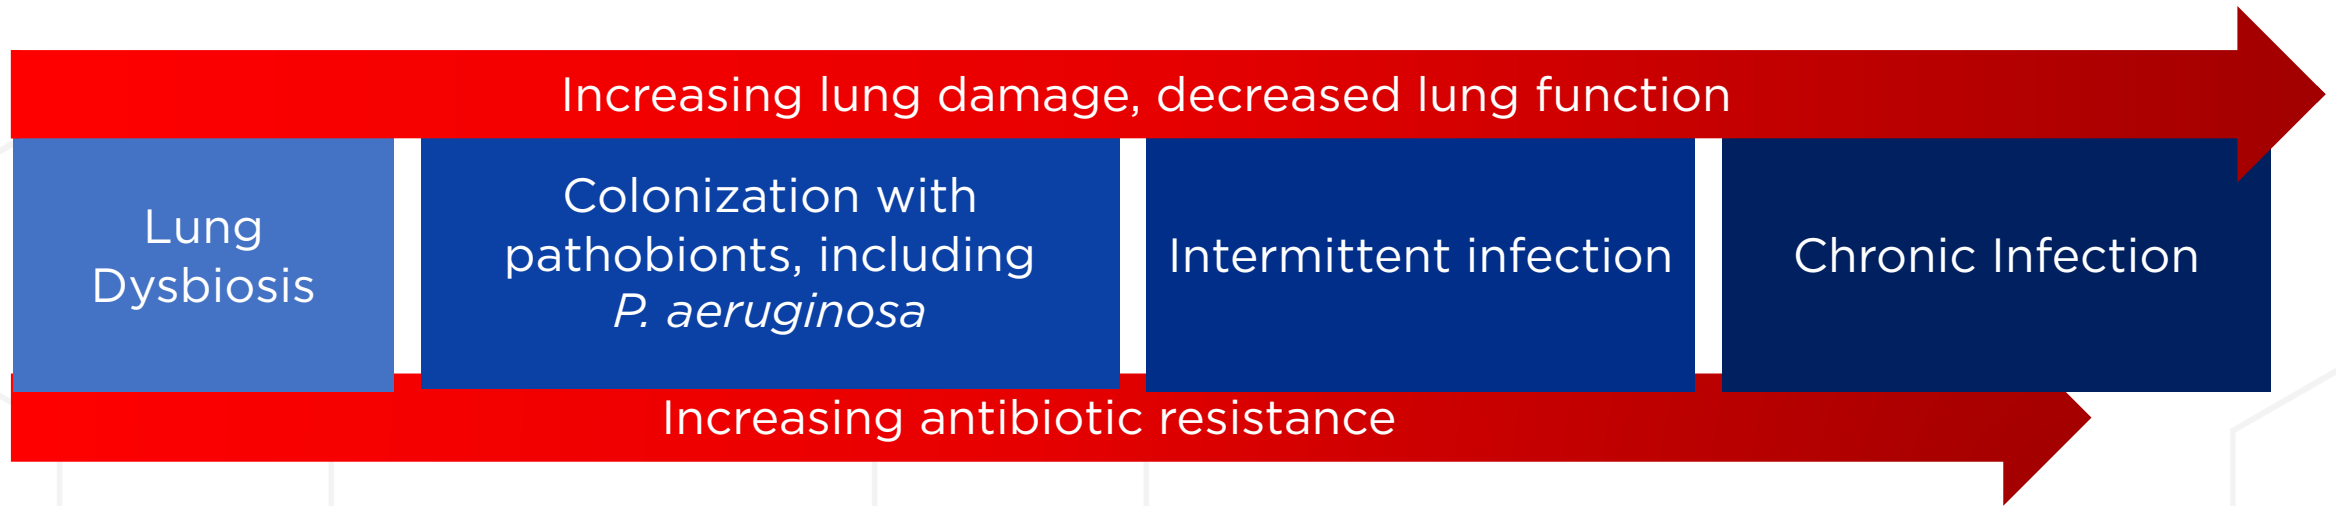 Increasing lung damage, decreased lung function
Lung
Dysbiosis
Colonization with
pathobionts, including
P. aeruginosa
Intermittent infection
Chronic Infection
Increasing antibiotic resistance